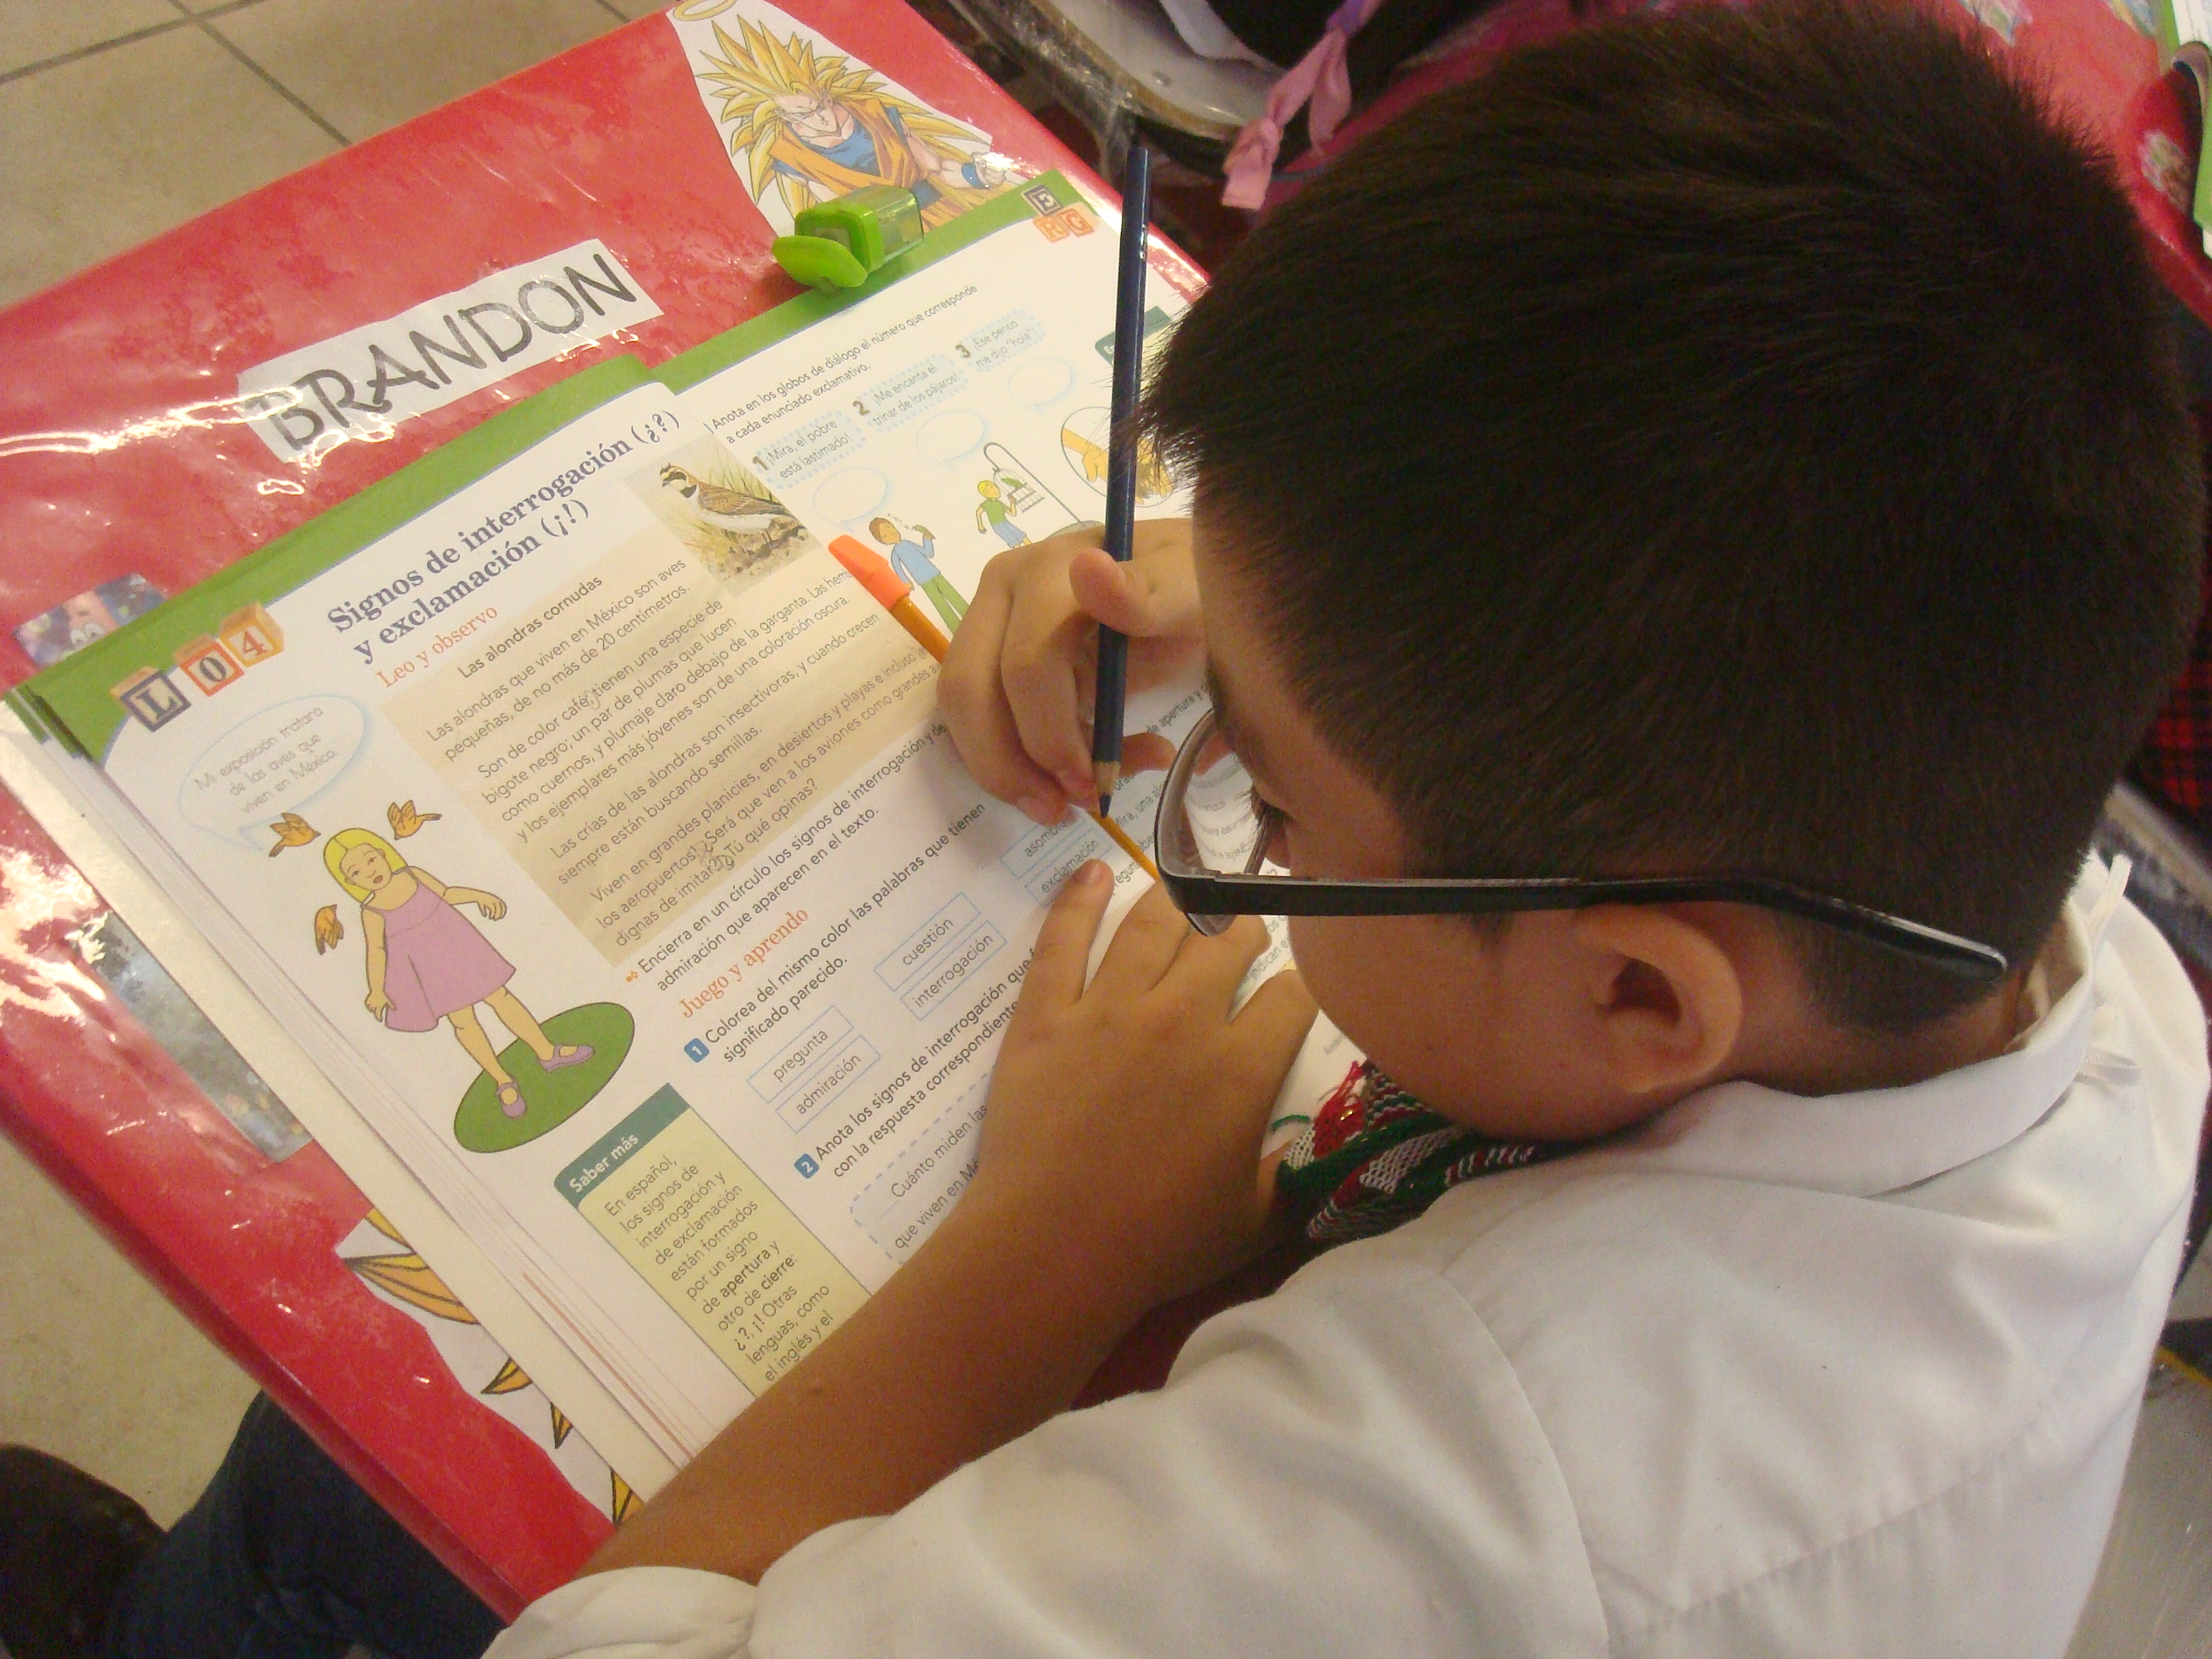 BRANDON
L 0 4
Signos de interrogación (¿?)
y exclamación (¡!)
Leo y observo
Las alondras cornudas
Las alondras que viven en México son aves
pequeñas, de no más de 20 centímetros.
Son de color café; tienen una especie de
bigote negro; un par de plumas que lucen
como cuernos, y plumaje claro debajo de la garganta. Las
y los ejemplares más jóvenes son de una coloración oscura.
Las crías de las alondras son insectívoras, y cuando crecen
siempre están buscando semillas.
Viven en grandes planicies, en desiertos y playas e incluso
los aeropuertos! ¿Será que ven a los aviones como grandes
dignas de imitar? ¿Tú qué opinas?
Encierra en un círculo los signos de interrogación y de
admiración que aparecen en el texto.
Mi exposición tratará
de las aves que
viven en México.
Juego y aprendo
1 Colorea del mismo color las palabras que tienen
significado parecido.
pregunta
admiración
cuestión
interrogación
exclamación
2 Anota los signos de interrogación que
con la respuesta correspondiente
Cuánto miden las
que viven en
Saber más
En español,
los signos de
interrogación y
de exclamación
están formados
por un signo
de apertura y
otro de cierre:
¿?, ¡! Otras
lenguas, como
el inglés y el
E
R G
Anota en los globos de diálogo el número que corresponde
a cada enunciado exclamativo.
1 ¡Mira, el pobre
está lastimado!
2 ¡Me encanta el
trinar de los pájaros!
3 ¡Ese perico
me dijo "hola"!